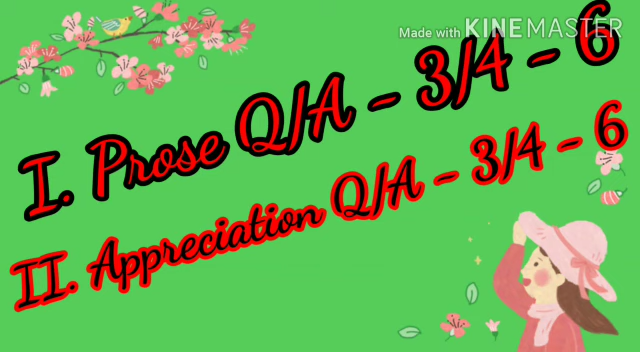 Made with KINEMASTER
I. Prose Q/A - 3/4 - 6
II. Appreciation Q/A - 3/4 - 6